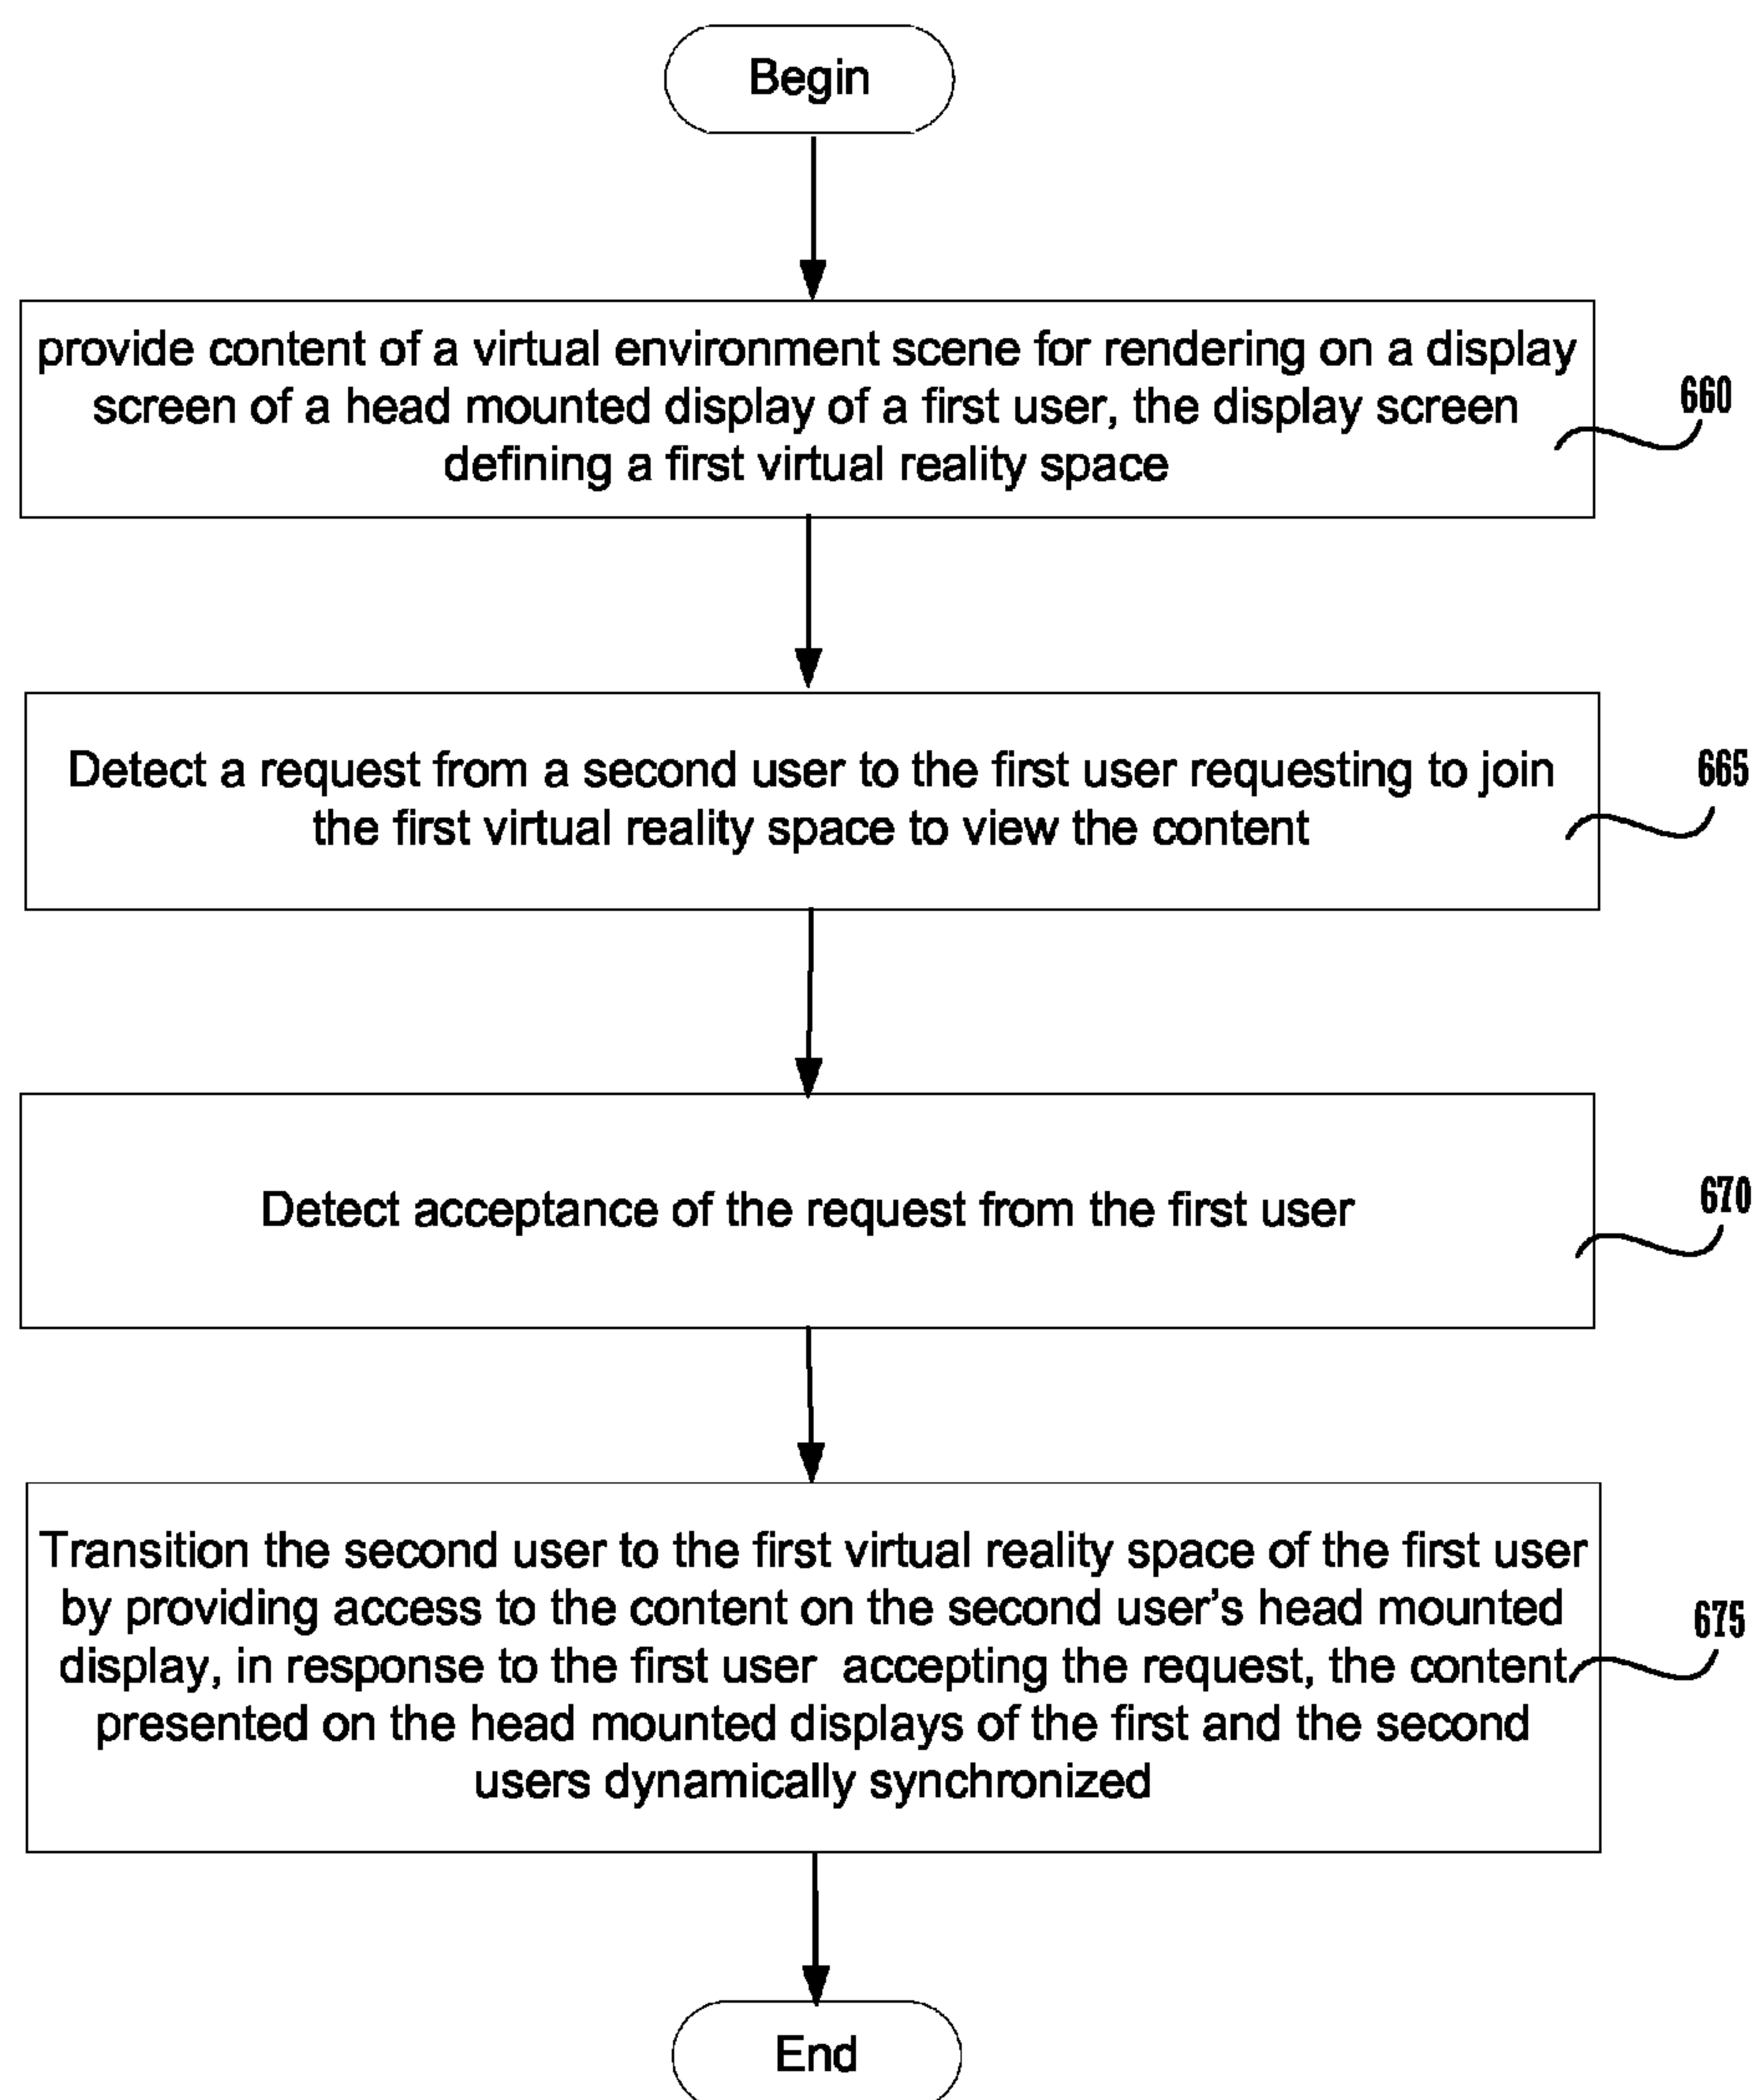 Begin
provide content of a virtual environment scene for rendering on a display
screen of a head mounted display of a first user, the display screen
defining a first virtual reality space
660
Detect a request from a second user to the first user requesting to join
the first virtual reality space to view the content
665
Detect acceptance of the request from the first user
670
Transition the second user to the first virtual reality space of the first user
by providing access to the content on the second user's head mounted
display, in response to the first user accepting the request, the content
presented on the head mounted displays of the first and the second
users dynamically synchronized
675
End